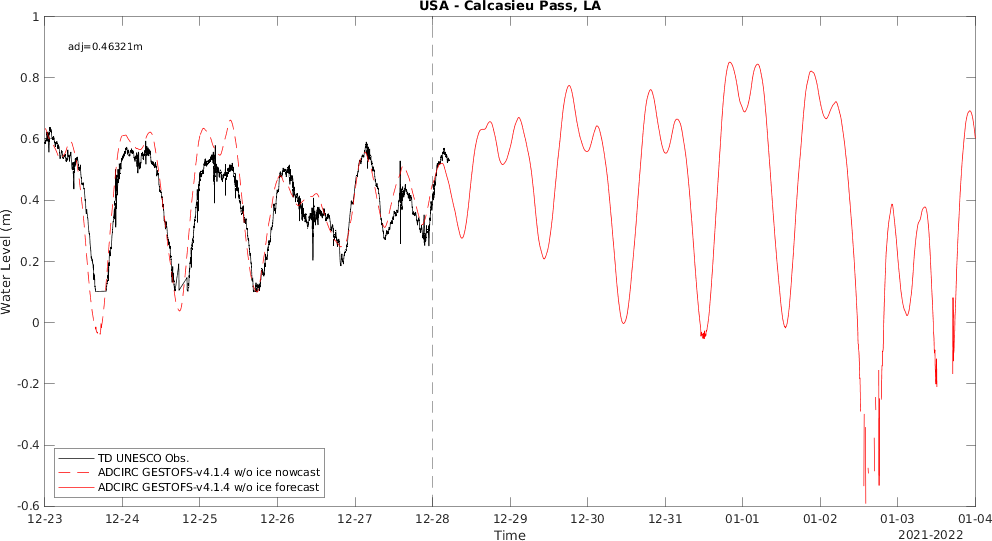 USA - Calcasieu Pass, LA
adj=0.46321m
1
0.8
0.6
0.4
0.2
0
-0.2
-0.4
-0.6
Water Level (m)
TD UNESCO Obs.
ADCIRC GESTOFS-v4.1.4 w/o ice nowcast
ADCIRC GESTOFS-v4.1.4 w/o ice forecast
12-23 12-24 12-25 12-26 12-27 12-28 12-29 12-30 12-31 01-01 01-02 01-03 01-04
Time
2021-2022